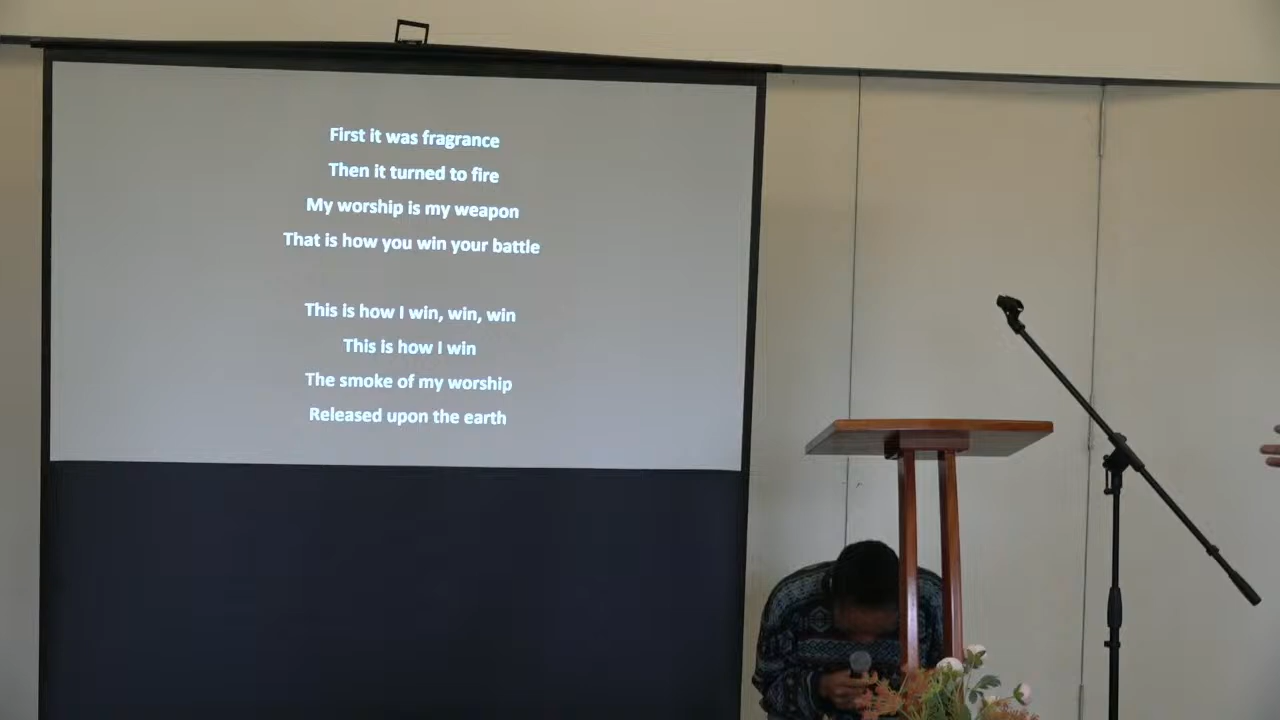 First it was fragrance
Then it turned to fire
My worship is my weapon
That is how you win your battle
This is how I win, win, win
This is how I win
The smoke of my worship
Released upon the earth